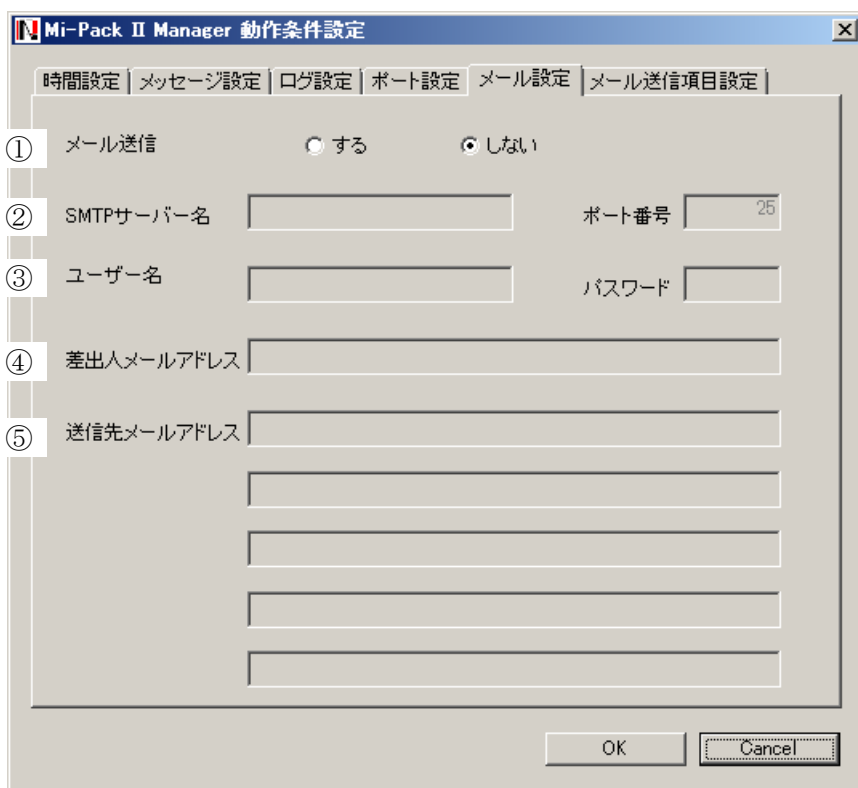 Mi-Pack II Manager 動作条件設定
時間設定 メッセージ設定 ログ設定 ポート設定 メール設定 メール送信項目設定
① メール送信 する しない
② SMTPサーバー名 ポート番号 25
③ ユーザー名 パスワード
④ 差出人メールアドレス
⑤ 送信先メールアドレス
OK Cancel